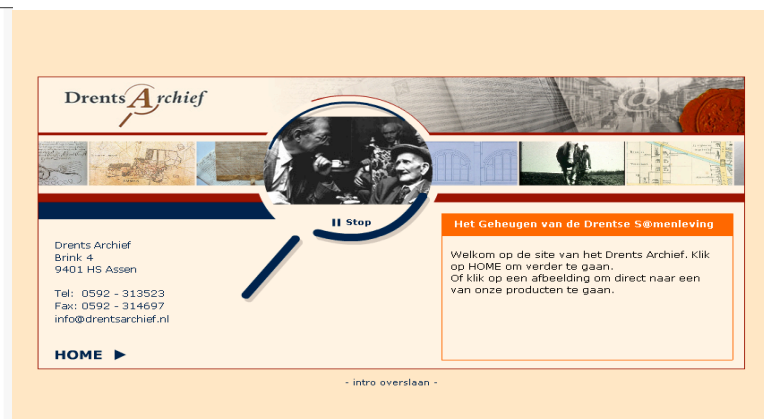 Drents Archief
Stop
Het Geheugen van de Drentse S@menleving
Drents Archief
Brink 4
9401 HS Assen
Tel: 0592 - 313523
Fax: 0592 - 314697
info@drentsarchief.nl
HOME
Welkom op de site van het Drents Archief. Klik
op HOME om verder te gaan.
Of klik op een afbeelding om direct naar een
van onze producten te gaan.
- intro overslaan -